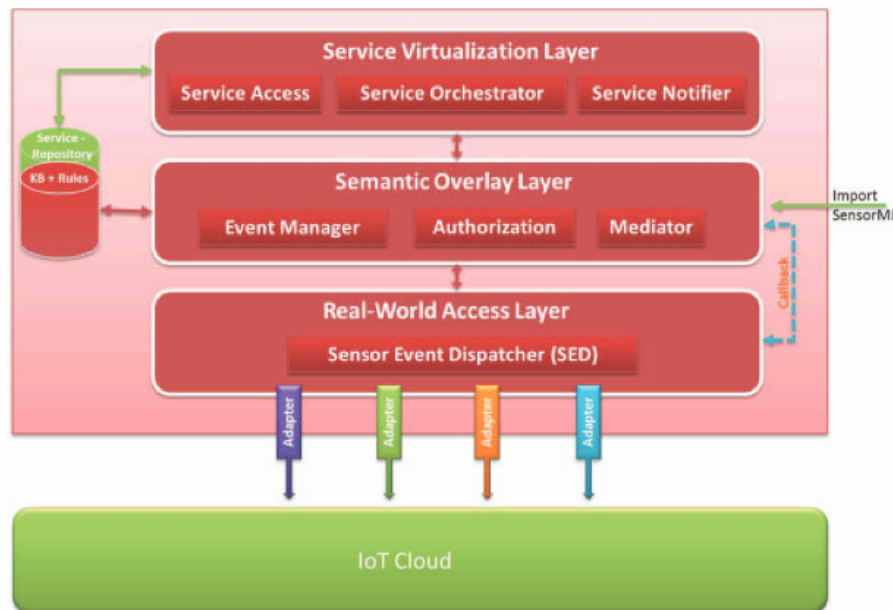 Service Virtualization Layer
Service Access
Service Orchestrator
Service Notifier
Service -
Repository
KB + Rules
Semantic Overlay Layer
Event Manager
Authorization
Mediator
Import
SensorMl
Callback
Real-World Access Layer
Sensor Event Dispatcher (SED)
Adapter
Adapter
Adapter
Adapter
IoT Cloud